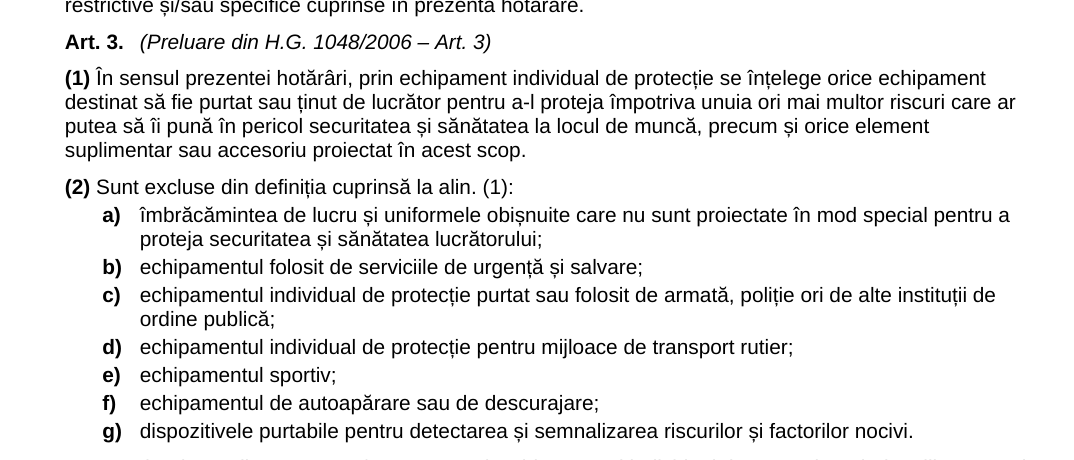 restrictive și/sau specifice cuprinse în prezenta hotărâre.
Art. 3. (Preluare din H.G. 1048/2006 – Art. 3)
(1) În sensul prezentei hotărâri, prin echipament individual de protecție se înțelege orice echipament
destinat să fie purtat sau ținut de lucrător pentru a-l proteja împotriva unuia ori mai multor riscuri care ar
putea să îi pună în pericol securitatea și sănătatea la locul de muncă, precum și orice element
suplimentar sau accesoriu proiectat în acest scop.
(2) Sunt excluse din definiția cuprinsă la alin. (1):
a) îmbrăcămintea de lucru și uniformele obișnuite care nu sunt proiectate în mod special pentru a
proteja securitatea și sănătatea lucrătorului;
b) echipamentul folosit de serviciile de urgență și salvare;
c) echipamentul individual de protecție purtat sau folosit de armată, poliție ori de alte instituții de
ordine publică;
d) echipamentul individual de protecție pentru mijloace de transport rutier;
e) echipamentul sportiv;
f) echipamentul de autoapărare sau de descurajare;
g) dispozitivele purtabile pentru detectarea și semnalizarea riscurilor și factorilor nocivi.